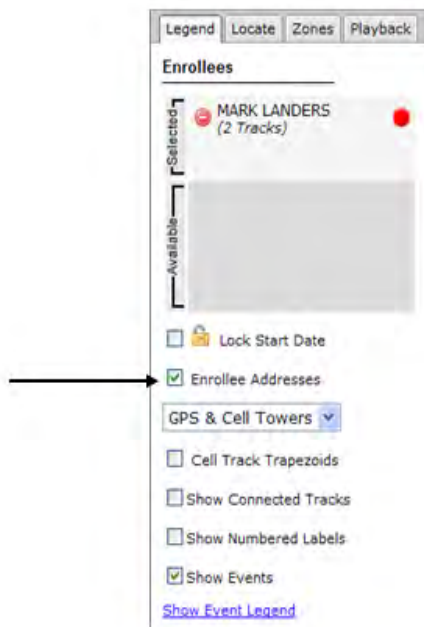 Legend Locate Zones Playback
Enrollees
Selected
MARK LANDERS
(2 Tracks)
Available
Lock Start Date
Enrollee Addresses
GPS & Cell Towers
Cell Track Trapezoids
Show Connected Tracks
Show Numbered Labels
Show Events
Show Event Legend